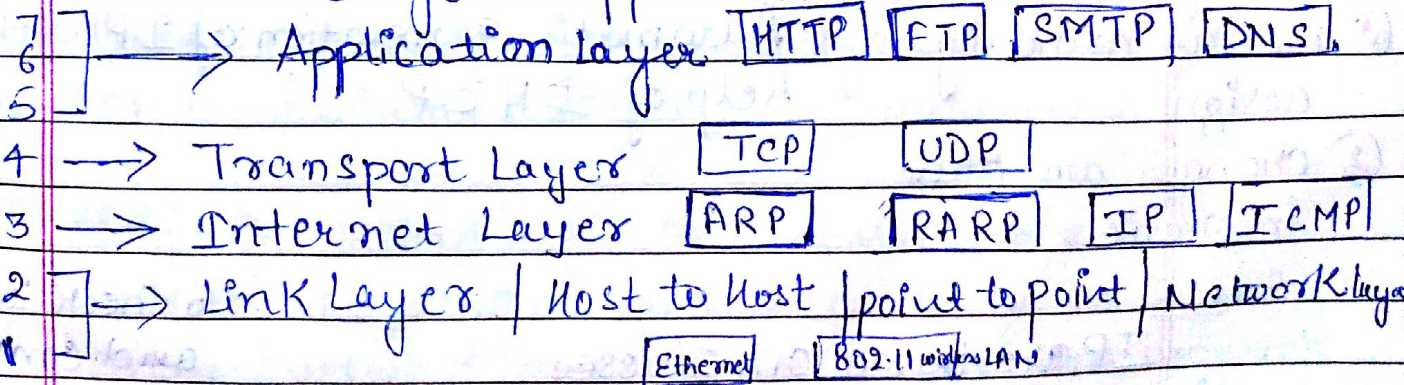 7
6 → Application Layer HTTP FTP SMTP DNS
5
4 → Transport Layer TCP UDP
3 → Internet Layer ARP RARP IP ICMP
2 → Link Layer | Host to Host | point to point | Network
1 Ethernet 802.11 LAN